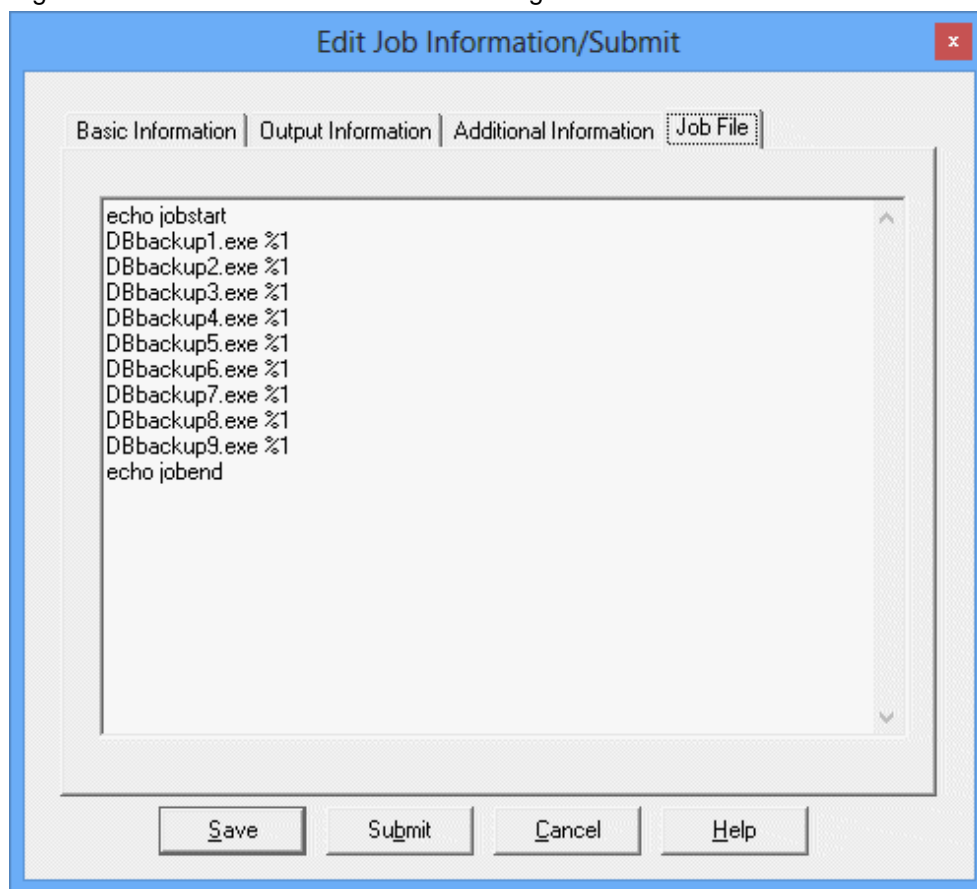 Edit Job Information/Submit
x
Basic Information
Output Information
Additional Information
Job File
echo jobstart
DBbackup1.exe %1
DBbackup2.exe %1
DBbackup3.exe %1
DBbackup4.exe %1
DBbackup5.exe %1
DBbackup6.exe %1
DBbackup7.exe %1
DBbackup8.exe %1
DBbackup9.exe %1
echo jobend
Save
Submit
Cancel
Help